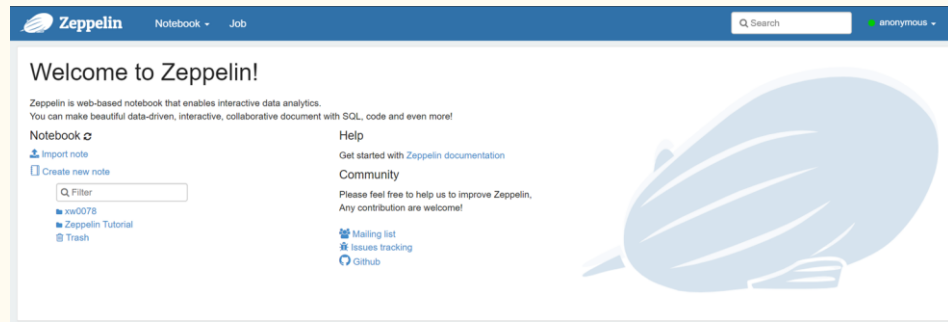 Zeppelin Notebook Job Search anonymous
Welcome to Zeppelin!
Zeppelin is web-based notebook that enables interactive data analytics.
You can make beautiful data-driven, interactive, collaborative document with SQL, code and even more!
Notebook
Import note
Create new note
Filter
xw0078
Zeppelin Tutorial
Trash
Help
Get started with Zeppelin documentation
Community
Please feel free to help us to improve Zeppelin,
Any contribution are welcome!
Mailing list
Issues tracking
Github